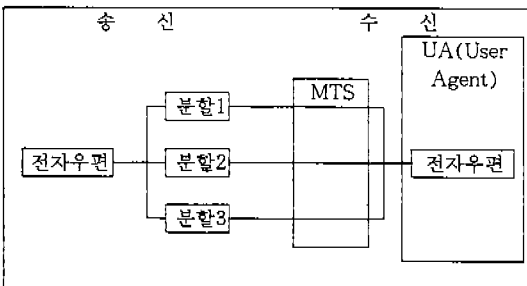 송 신 수 신
UA(User
Agent)
MTS
분할1
전자우편 분할2 전자우편
분할3